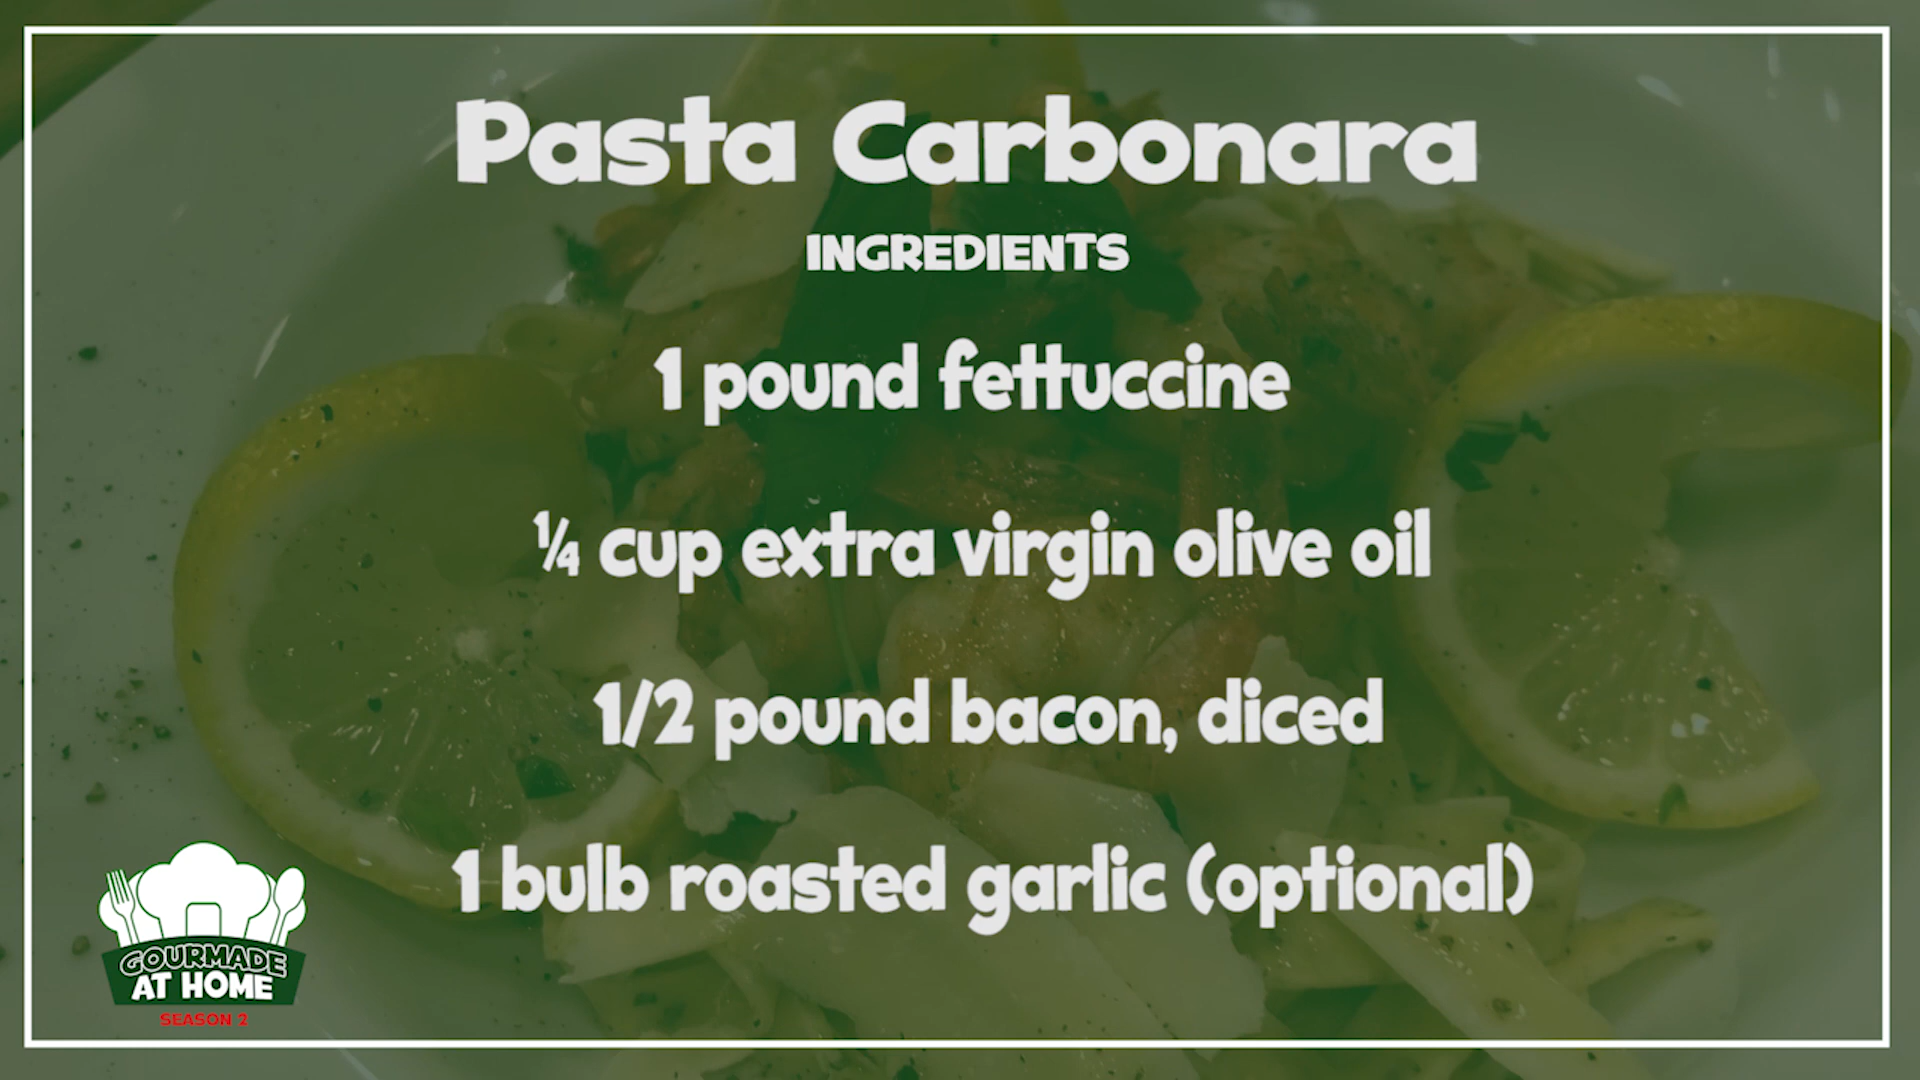 Pasta Carbonara
INGREDIENTS
1 pound fettuccine
¼ cup extra virgin olive oil
1/2 pound bacon, diced
1 bulb roasted garlic (optional)
GOURMADE
AT HOME
SEASON 2